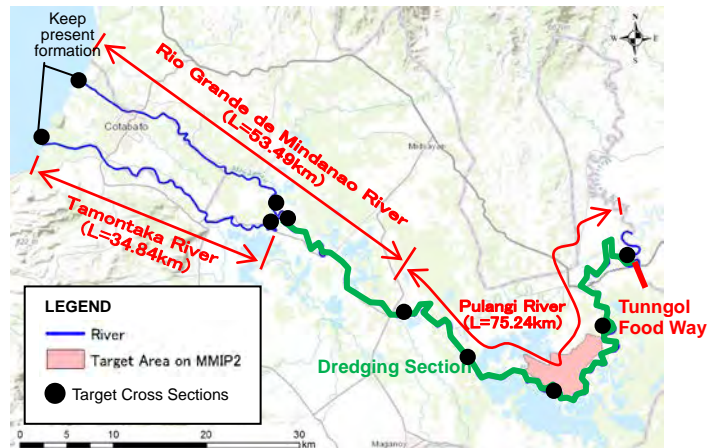 Keep
present
formation
N
W
E
S
Rio Grande de Mindanao River
(L=53.49km)
Cotabato
Midsayap
Tamontaka River
(L=34.84km)
Pulangi River
(L=75.24km)
Tunngol
Food Way
Dredging Section
LEGEND
River
Target Area on MMIP2
Target Cross Sections
0 5 10 20 30
km
Maganoy